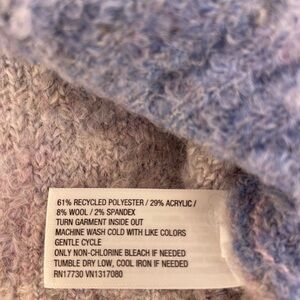 61% RECYCLED POLYESTER / 29% ACRYLIC /
8% WOOL / 2% SPANDEX
TURN GARMENT INSIDE OUT
MACHINE WASH COLD WITH LIKE COLORS
GENTLE CYCLE
ONLY NON-CHLORINE BLEACH IF NEEDED
TUMBLE DRY LOW, COOL IRON IF NEEDED
RN17730 VN1317080